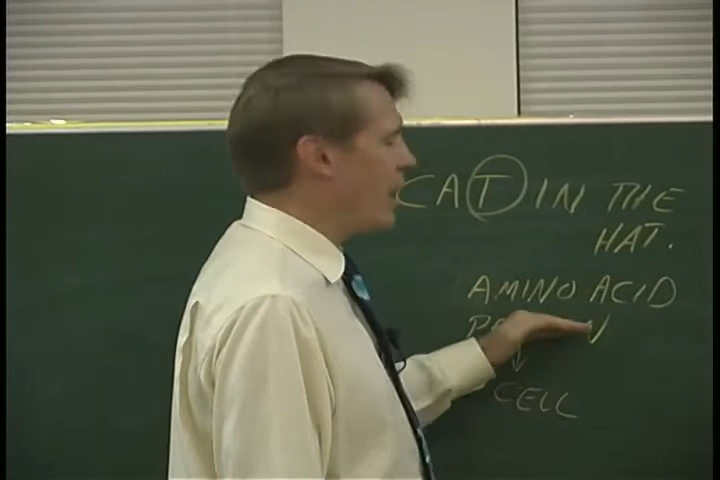 CAT IN THE
HAT.
AMINO ACID
CELL